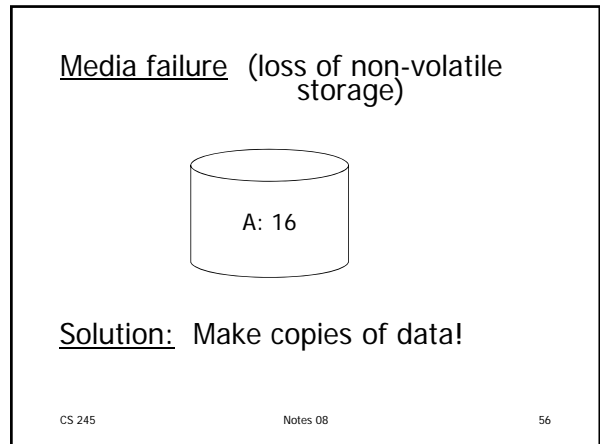 Media failure (loss of non-volatile
storage)
A: 16
Solution: Make copies of data!
CS 245 Notes 08 56